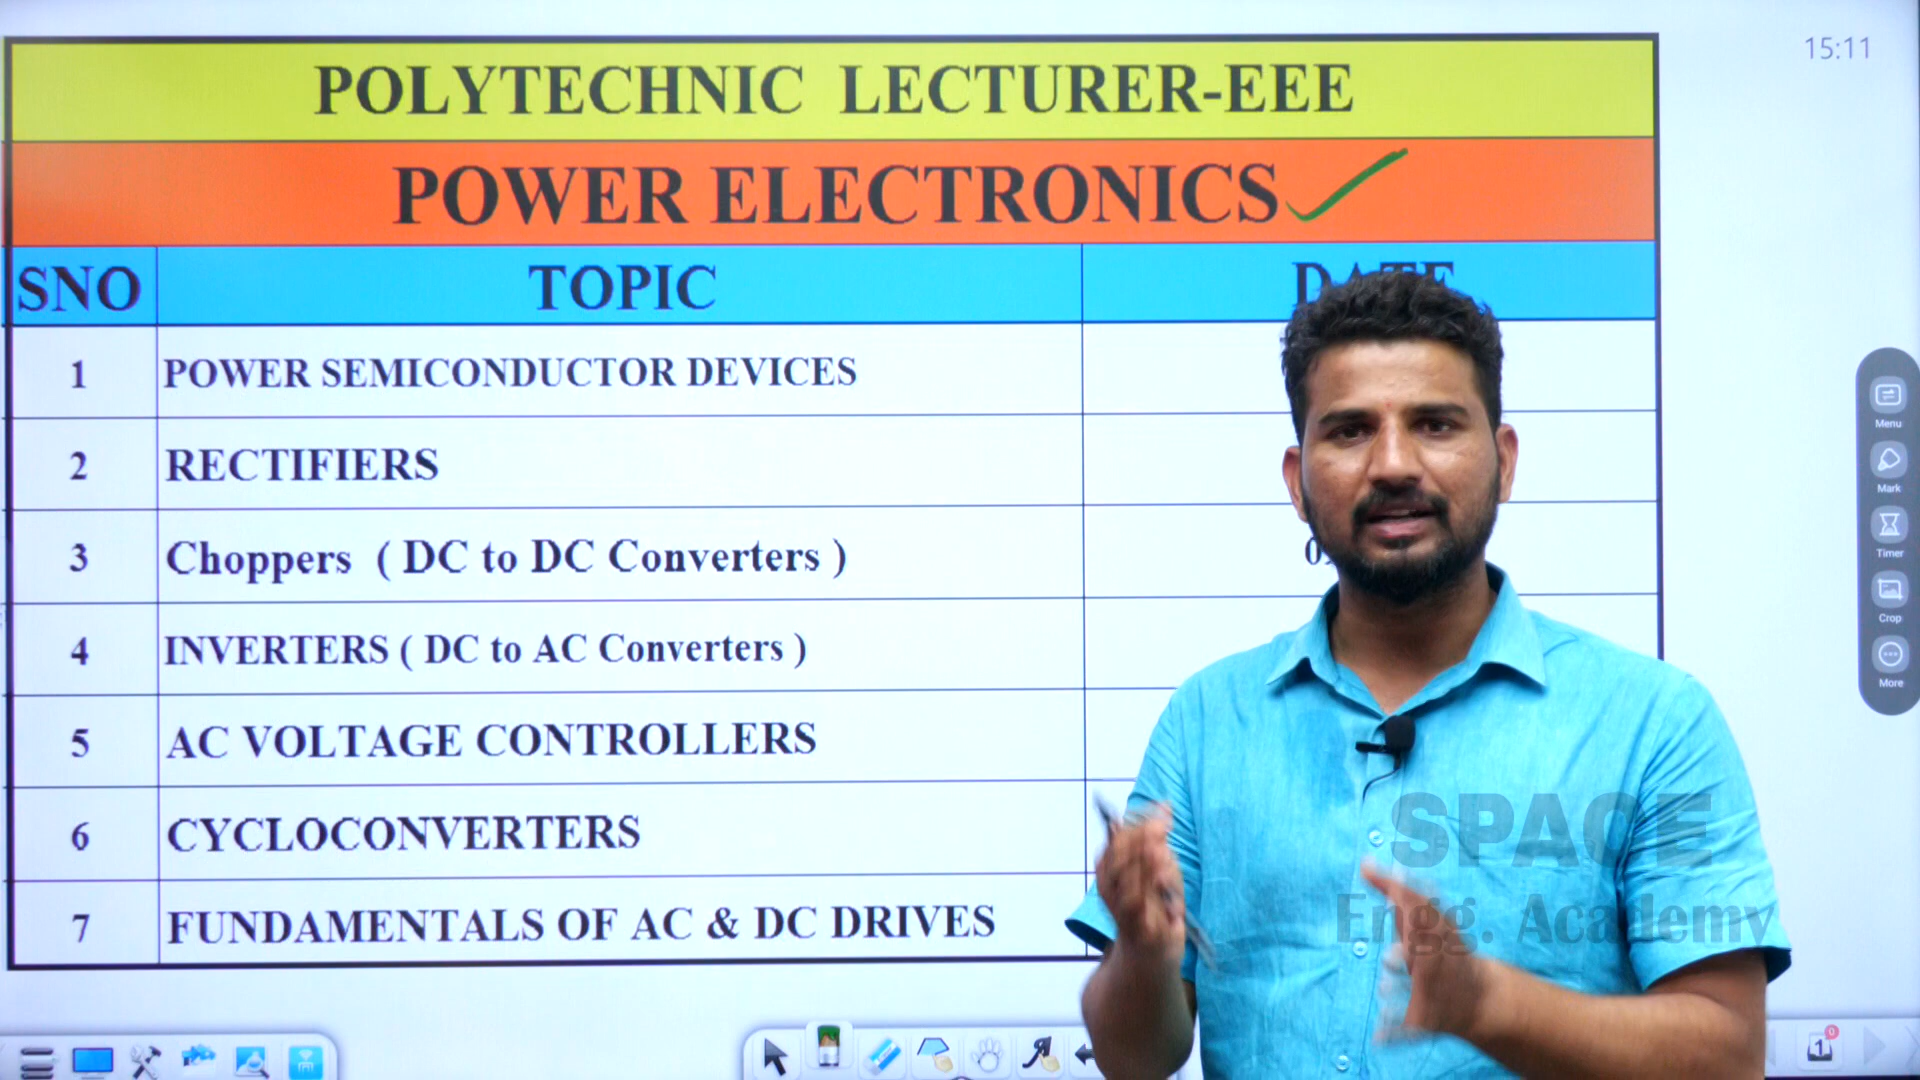 15:11
POLYTECHNIC LECTURER-EEE
POWER ELECTRONICS
SNO TOPIC DATE
1 POWER SEMICONDUCTOR DEVICES
2 RECTIFIERS
3 Choppers ( DC to DC Converters )
4 INVERTERS ( DC to AC Converters )
5 AC VOLTAGE CONTROLLERS
6 CYCLOCONVERTERS
7 FUNDAMENTALS OF AC & DC DRIVES
Menu
Mark
Timer
Crop
More
SPACE
Engg. Academy
1